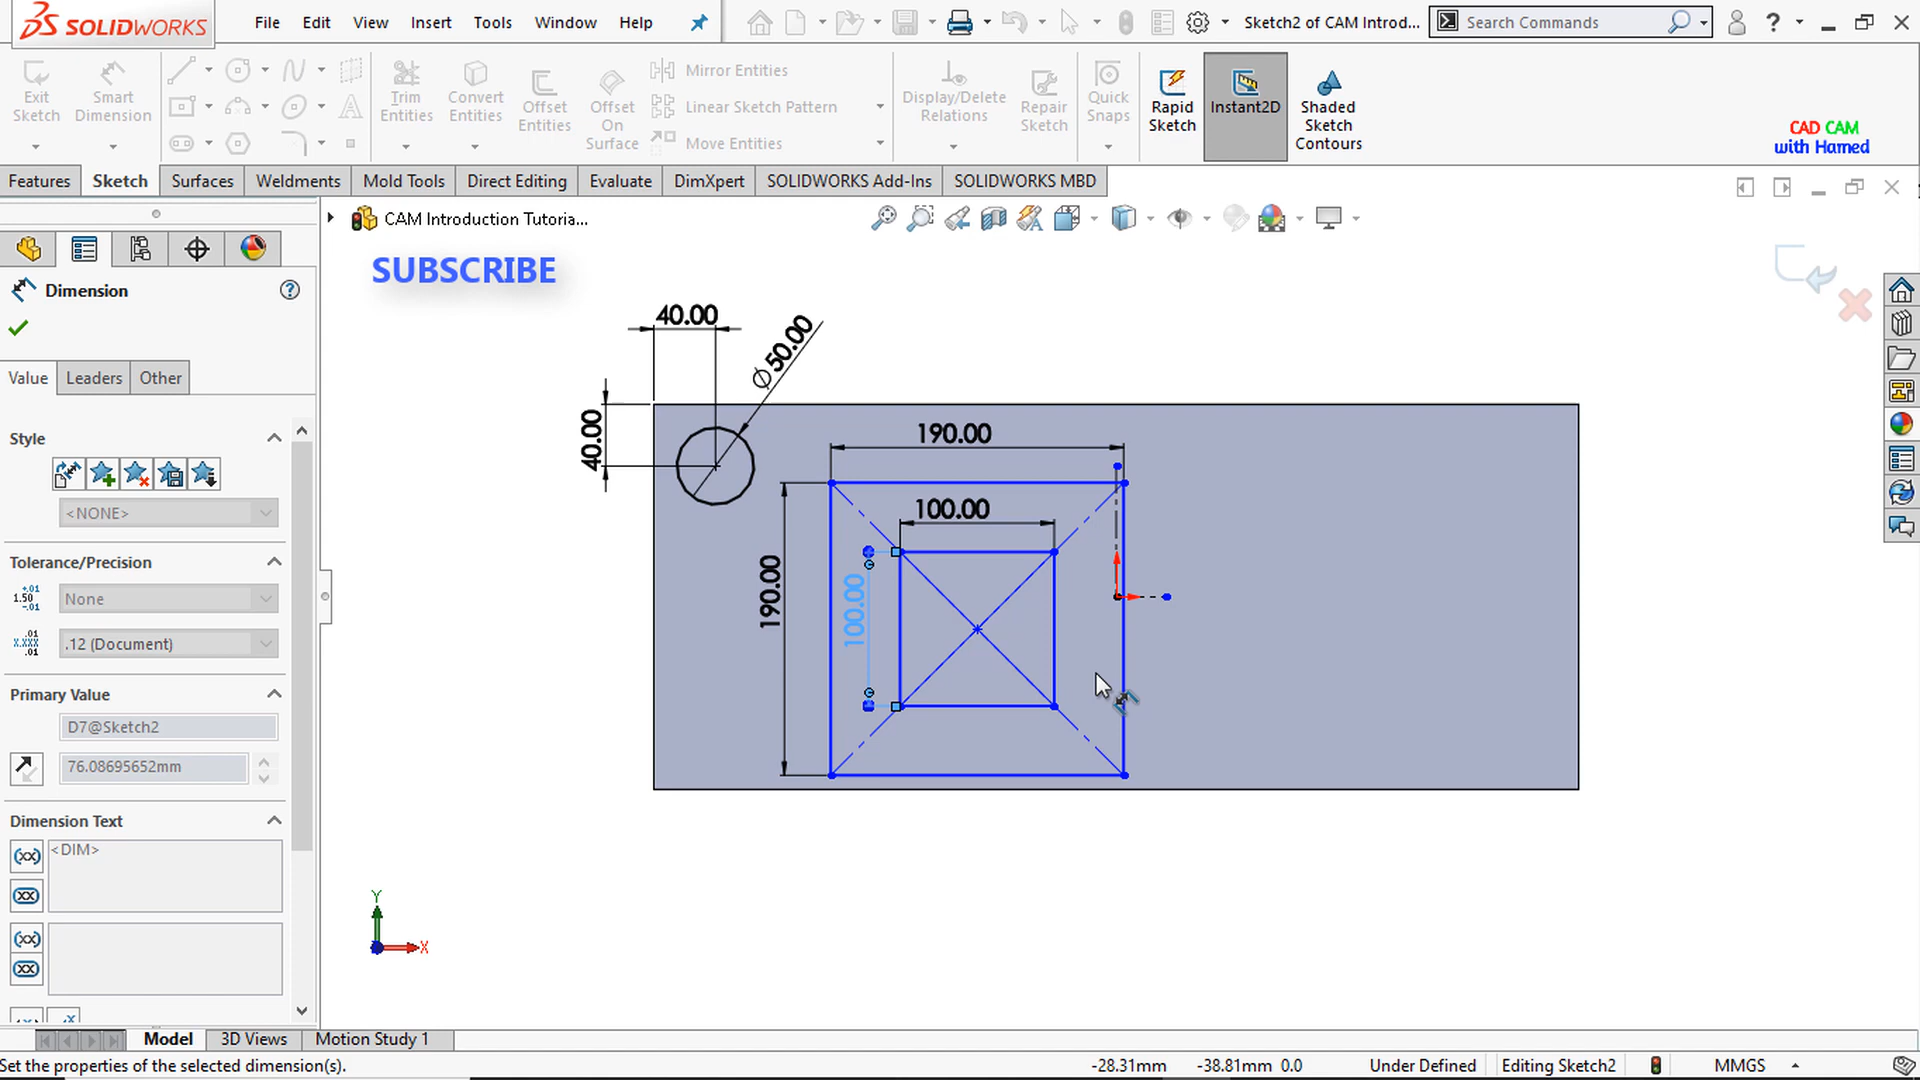 SOLIDWORKS
File Edit View Insert Tools Window Help
Sketch2 of CAM Introd...
Search Commands
Exit Sketch
Smart Dimension
Trim Entities
Convert Entities
Offset Entities
Offset On Surface
Mirror Entities
Linear Sketch Pattern
Move Entities
Display/Delete Relations
Repair Sketch
Quick Snaps
Rapid Sketch
Instant2D
Shaded Sketch Contours
CAD CAM
with Hamed
Features Sketch Surfaces Weldments Mold Tools Direct Editing Evaluate DimXpert SOLIDWORKS Add-Ins SOLIDWORKS MBD
CAM Introduction Tutoria...
SUBSCRIBE
Dimension
Value Leaders Other
Style
<NONE>
Tolerance/Precision
None
.12 (Document)
Primary Value
D7@Sketch2
76.08695652mm
Dimension Text
<DIM>
40.00
Ø50.00
40.00
190.00
100.00
190.00
100.00
Y
X
Model 3D Views Motion Study 1
Set the properties of the selected dimension(s).
-28.31mm -38.81mm 0.0 Under Defined Editing Sketch2 MMGS